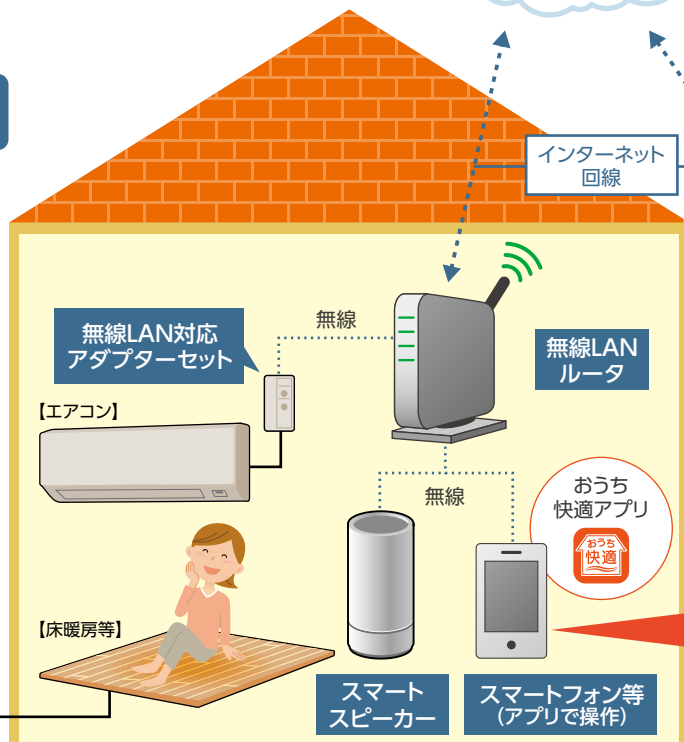 インターネット
回線
無線LAN対応
アダプターセット
無線
無線LAN
ルータ
【エアコン】
無線
おうち
快適アプリ
おうち
快適
【床暖房等】
スマート
スピーカー
スマートフォン等
(アプリで操作)